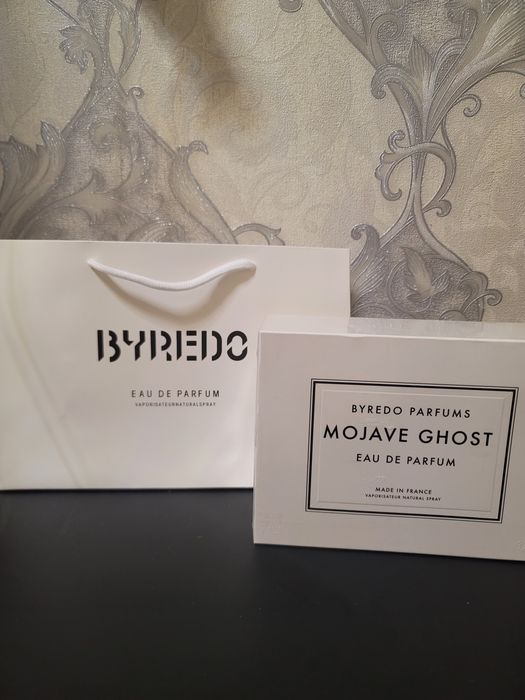 BYREDO
EAU DE PARFUM
VAPORISATEURNATURALSPRAY
BYREDO PARFUMS
MOJAVE GHOST
EAU DE PARFUM
MADE IN FRANCE
VAPORISATEUR NATURAL SPRAY